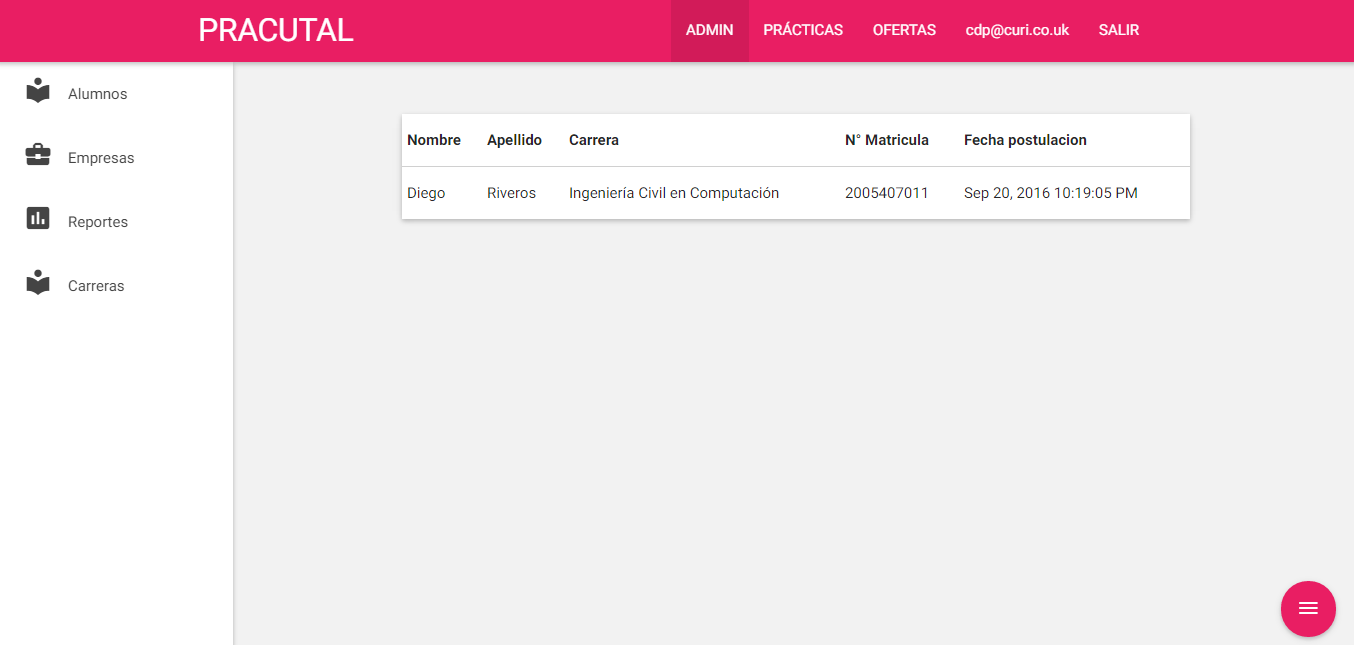 PRACUTAL ADMIN PRÁCTICAS OFERTAS cdp@curi.co.uk SALIR
Alumnos
Empresas
Reportes
Carreras
Nombre Apellido Carrera N° Matricula Fecha postulacion
Diego Riveros Ingeniería Civil en Computación 2005407011 Sep 20, 2016 10:19:05 PM